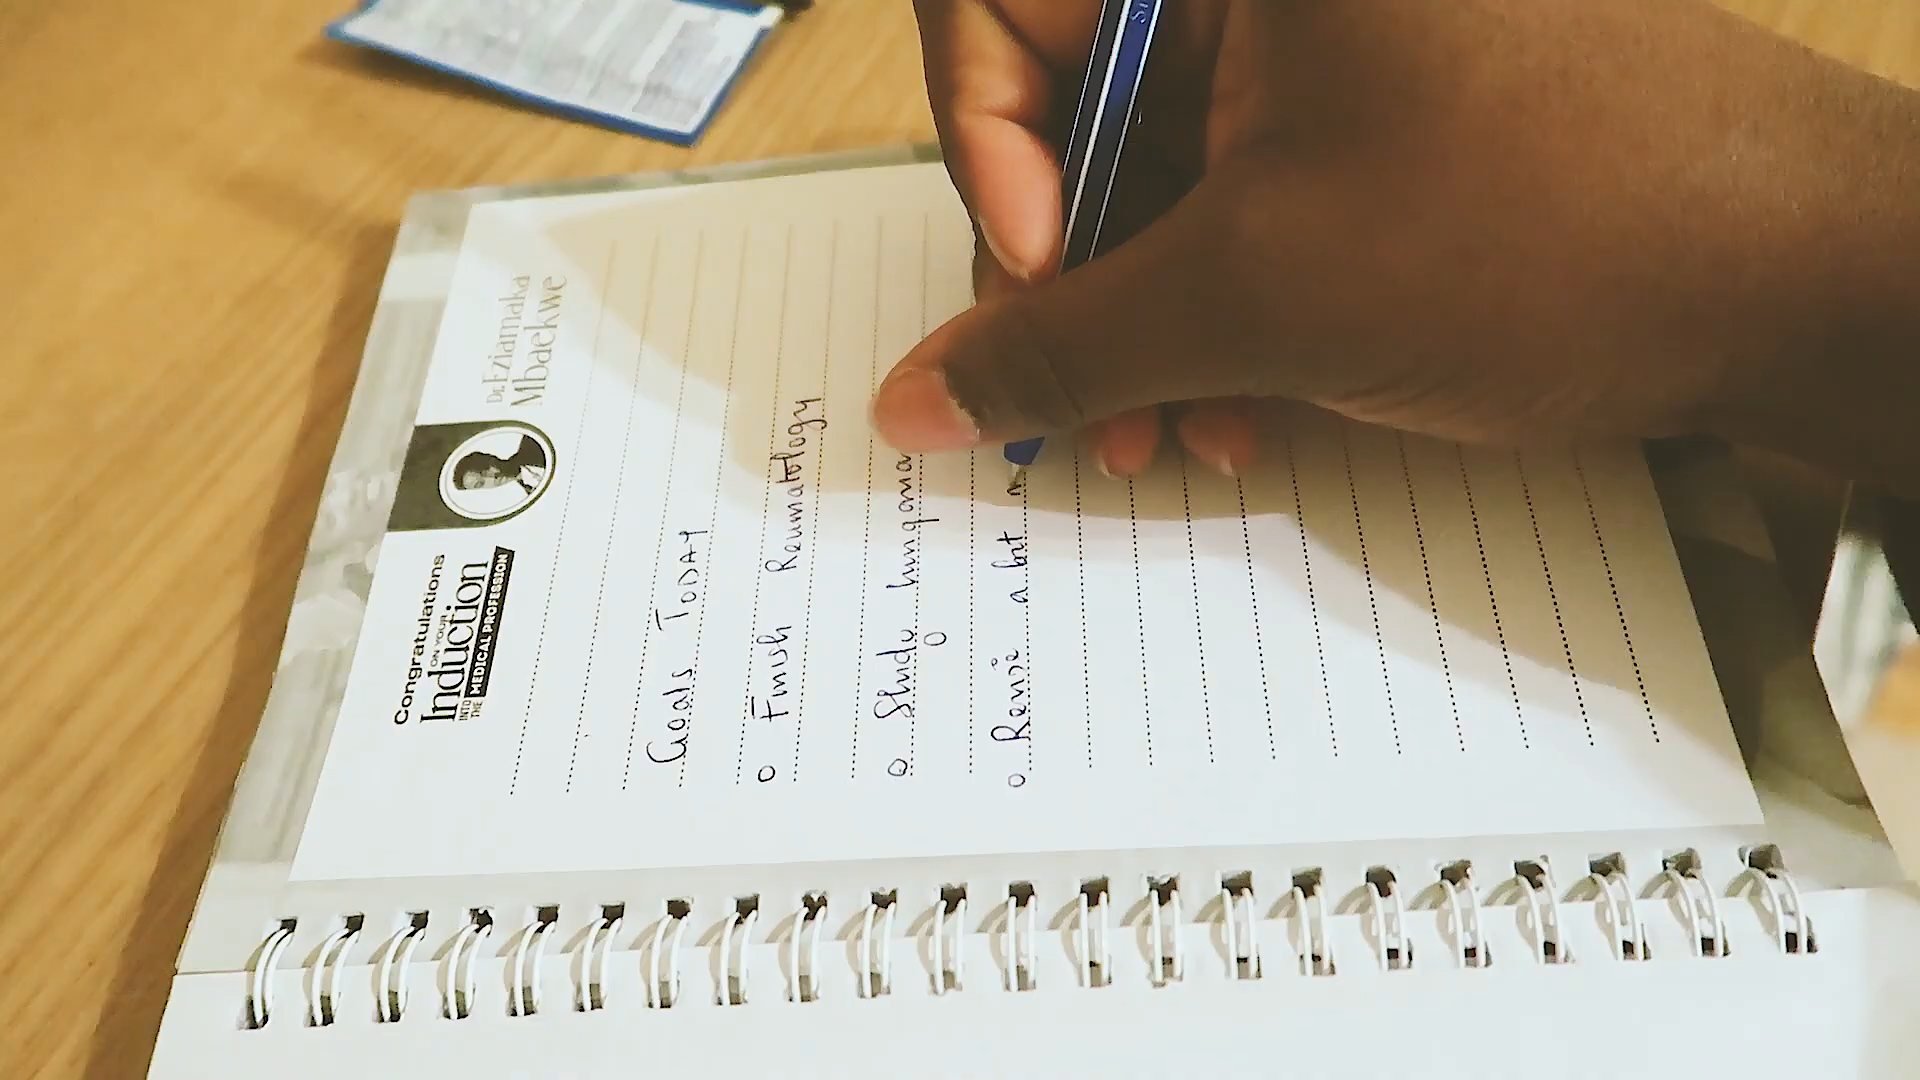 Congratulations
ON YOUR
Induction
INTO THE MEDICAL PROFESSION
Dr. Eziamaka
Mbaekwe
Goals TODAY
o Finish Reumatology
o Study
o Revise a bit